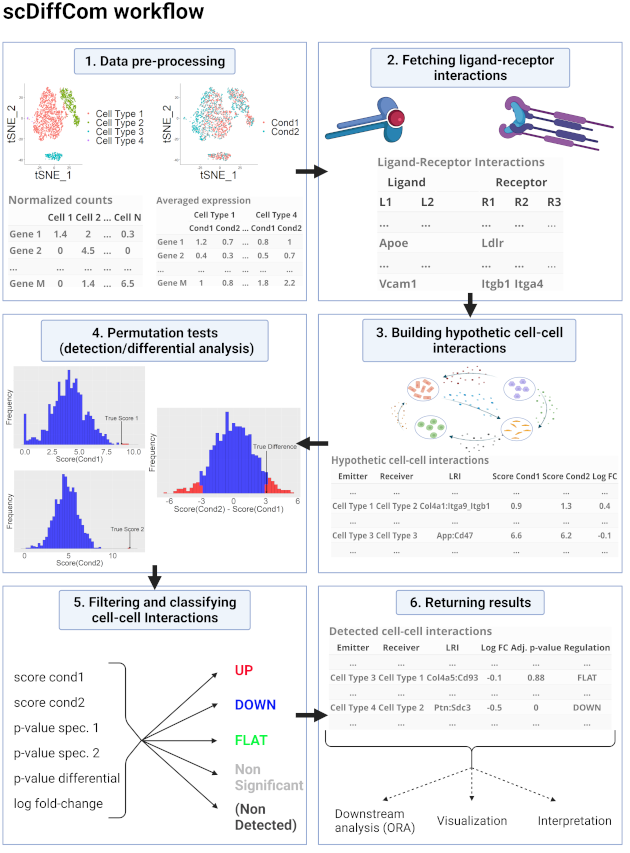 scDiffCom workflow
1. Data pre-processing
tSNE_2
tSNE_1
Cell Type 1
Cell Type 2
Cell Type 3
Cell Type 4
tSNE_2
tSNE_1
Cond1
Cond2
Normalized counts
Cell 1 Cell 2 ... Cell N
Gene 1 1.4 2 ... 0.3
Gene 2 0 4.5 ... 0
... ... ... ... ...
Gene M 0 1.4 ... 6.5
Averaged expression
Cell Type 1 Cell Type 4
Cond1 Cond2 ... Cond1 Cond2
Gene 1 1.2 0.7 ... 0.8 1
Gene 2 0.4 0.3 ... 0.5 0.7
... ... ... ... ...
Gene M 1 0.8 ... 1.8 2.2
2. Fetching ligand-receptor
interactions
Ligand-Receptor Interactions
Ligand Receptor
L1 L2 R1 R2 R3
... ... ... ... ...
Apoe Ldlr
... ... ... ...
Vcam1 Itgb1 Itga4
3. Building hypothetic cell-cell
interactions
Hypothetic cell-cell interactions
Emitter Receiver LRI Score Cond1 Score Cond2 Log FC
... ... ... ... ...
Cell Type 1 Cell Type 2 Col4a1:Itga9_Itgb1 0.9 1.3 0.4
... ... ... ... ...
Cell Type 3 Cell Type 3 App:Cd47 6.6 6.2 -0.1
... ... ... ... ...
4. Permutation tests
(detection/differential analysis)
Frequency
True Score 1
0.0 2.5 5.0 7.5 10.0
Score(Cond1)
Frequency
True Score 2
0 5 10
Score(Cond2)
Frequency
True Difference
-6 -3 0 3 6
Score(Cond2) - Score(Cond1)
5. Filtering and classifying
cell-cell Interactions
score cond1
score cond2
p-value spec. 1
p-value spec. 2
p-value differential
log fold-change
UP
DOWN
FLAT
Non
Significant
(Non
Detected)
6. Returning results
Detected cell-cell interactions
Emitter Receiver LRI Log FC Adj. p-value Regulation
... ... ... ... ... ...
Cell Type 3 Cell Type 1 Col4a5:Cd93 -0.1 0.88 FLAT
... ... ... ... ... ...
Cell Type 4 Cell Type 2 Ptn:Sdc3 -0.5 0 DOWN
... ... ... ... ... ...
Downstream
analysis (ORA)
Visualization
Interpretation